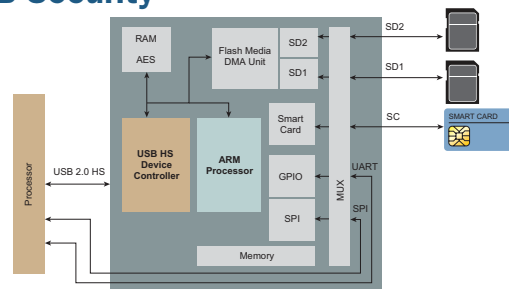 RAM
AES
Flash Media
DMA Unit
SD2
SD1
SD2
SD1
SMART CARD
SC
Smart
Card
USB HS
Device
Controller
ARM
Processor
GPIO
SPI
MUX
UART
SPI
Memory
Processor
USB 2.0 HS